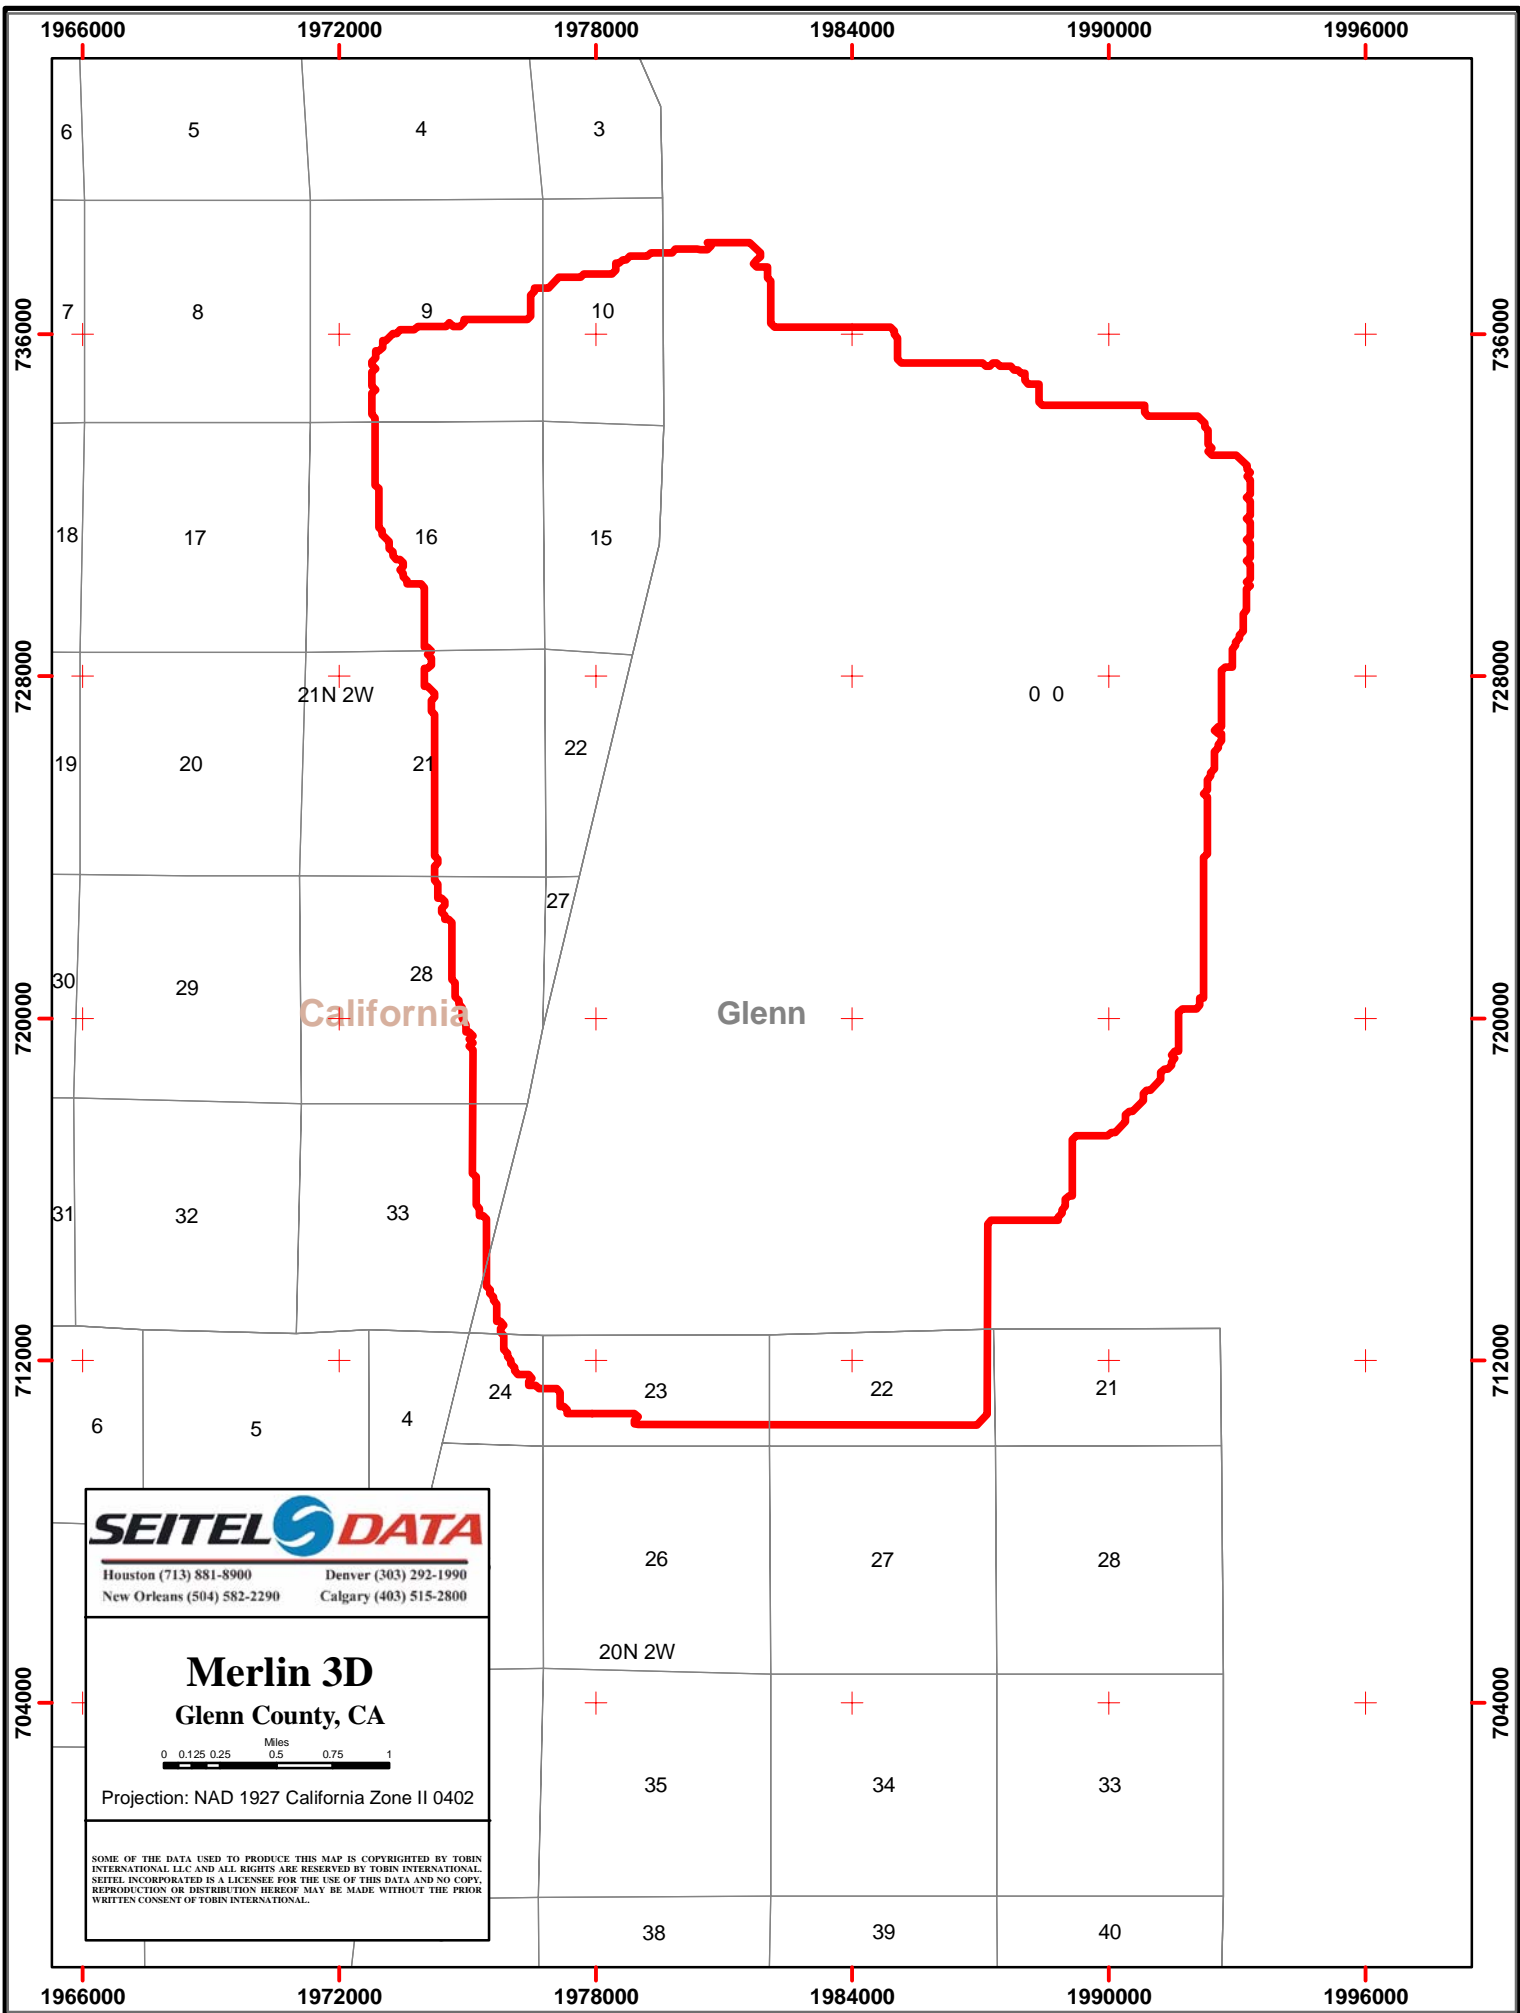 1966000 1972000 1978000 1984000 1990000 1996000
6 5 4 3
7 8 9 10
736000 736000
18 17 16 15
728000 728000
21N 2W 0 0
19 20 21 22
27
30 29 28
California Glenn
720000 720000
31 32 33
712000 712000
24 23 22 21
6 5 4
SEITEL DATA
Houston (713) 881-8900 Denver (303) 292-1990
New Orleans (504) 582-2290 Calgary (403) 515-2800
26 27 28
20N 2W
Merlin 3D
Glenn County, CA
704000 704000
Miles
0 0.125 0.25 0.5 0.75 1
Projection: NAD 1927 California Zone II 0402
35 34 33
SOME OF THE DATA USED TO PRODUCE THIS MAP IS COPYRIGHTED BY TOBIN
INTERNATIONAL LLC AND ALL RIGHTS ARE RESERVED BY TOBIN INTERNATIONAL.
SEITEL INCORPORATED IS A LICENSEE FOR THE USE OF THIS DATA AND NO COPY,
REPRODUCTION OR DISTRIBUTION HEREOF MAY BE MADE WITHOUT THE PRIOR
WRITTEN CONSENT OF TOBIN INTERNATIONAL.
38 39 40
1966000 1972000 1978000 1984000 1990000 1996000